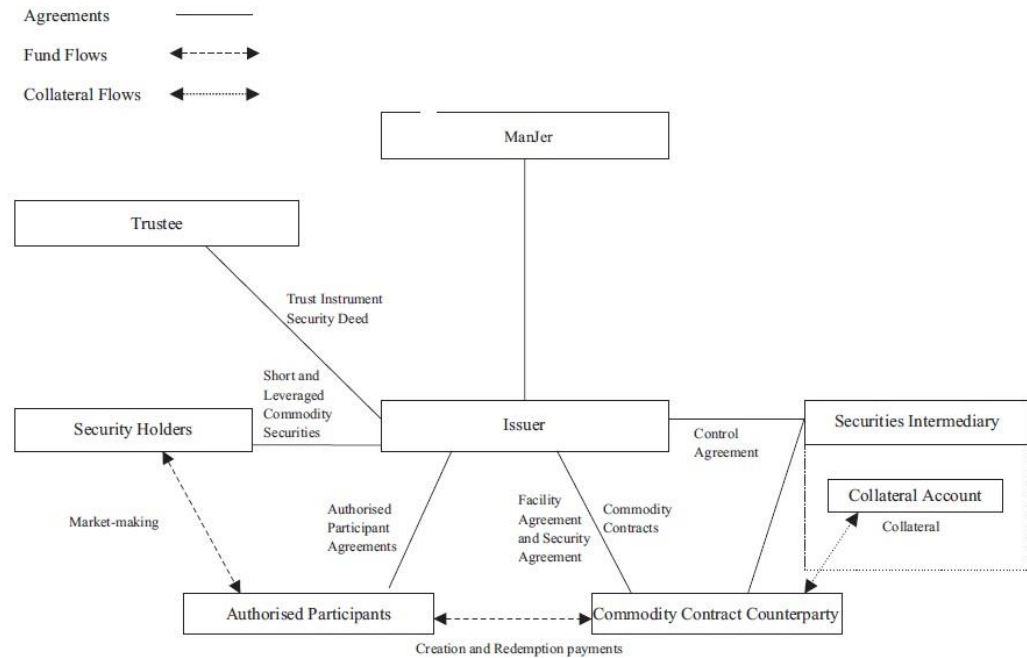 Agreements
Fund Flows
Collateral Flows
ManJer
Trustee
Trust Instrument
Security Deed
Short and
Leveraged
Commodity
Securities
Security Holders
Issuer
Securities Intermediary
Control
Agreement
Collateral Account
Collateral
Market-making
Authorised
Participant
Agreements
Facility
Agreement
and Security
Agreement
Commodity
Contracts
Authorised Participants
Commodity Contract Counterparty
Creation and Redemption payments